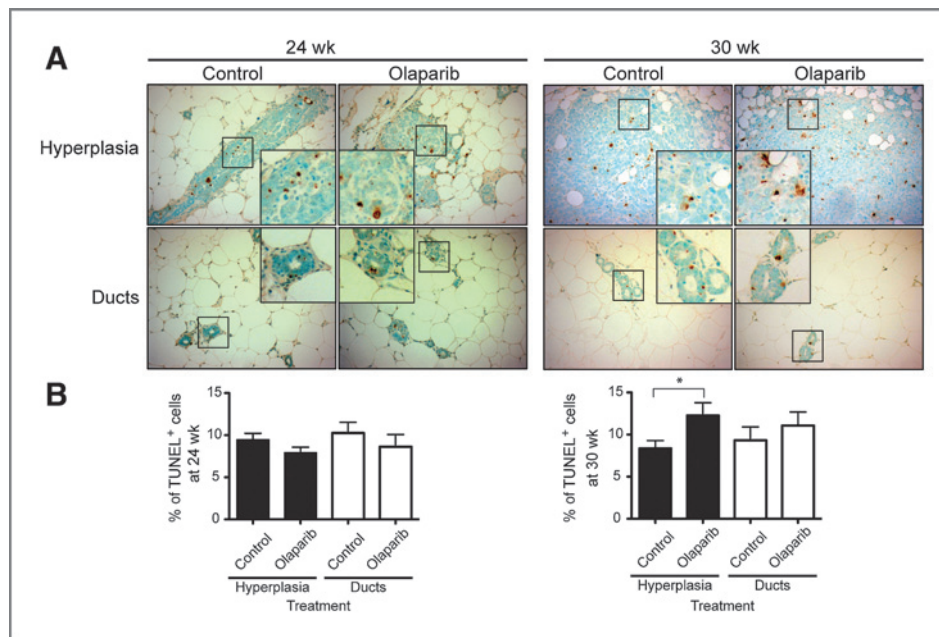 A
24 wk
30 wk
Control
Olaparib
Control
Olaparib
Hyperplasia
Ducts
B
% of TUNEL⁺ cells
at 24 wk
15
10
5
0
Control
Olaparib
Control
Olaparib
Hyperplasia
Ducts
Treatment
% of TUNEL⁺ cells
at 30 wk
15
10
5
0
*
Control
Olaparib
Control
Olaparib
Hyperplasia
Ducts
Treatment